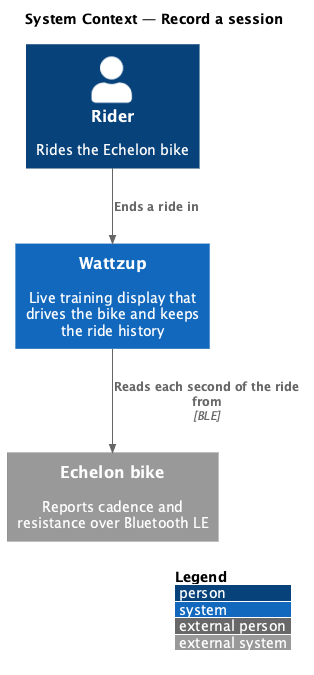 System Context — Record a session
Rider
Rides the Echelon bike
Ends a ride in
Wattzup
Live training display that
drives the bike and keeps
the ride history
Reads each second of the ride
from
[BLE]
Echelon bike
Reports cadence and
resistance over Bluetooth LE
Legend
person
system
external person
external system